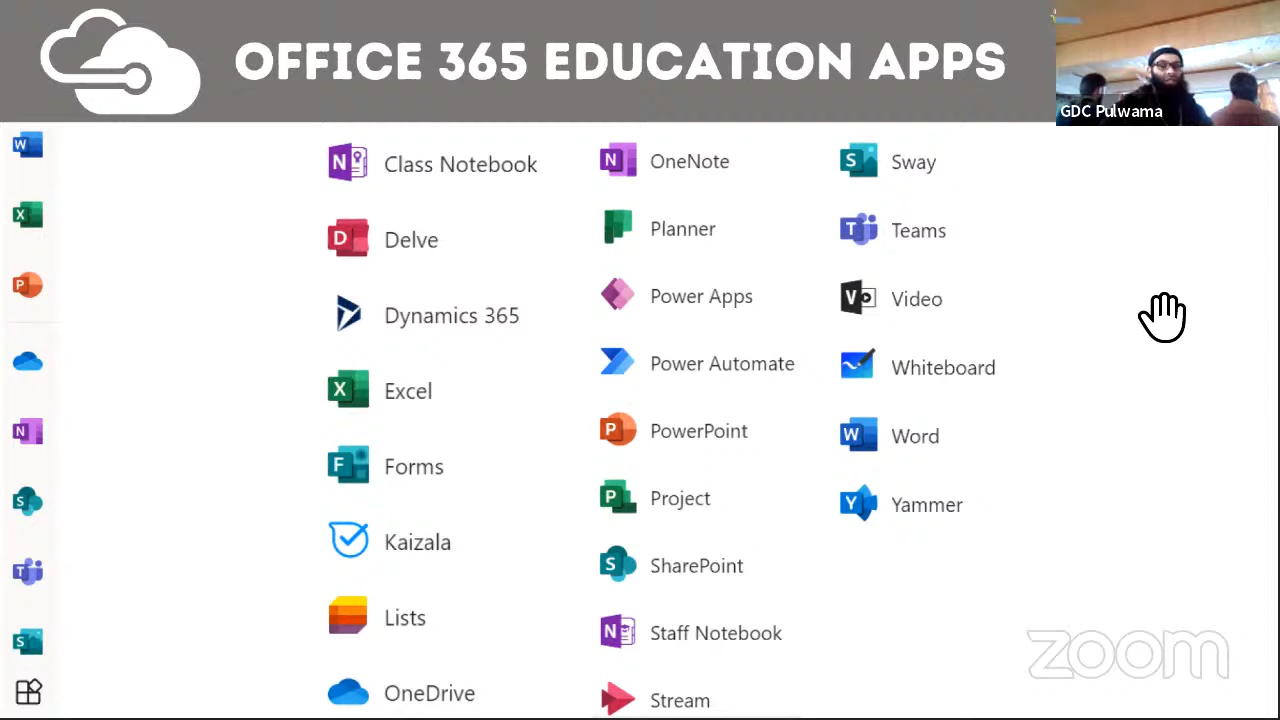 OFFICE 365 EDUCATION APPS
GDC Pulwama
W
X
P
N
S
T
S
N Class Notebook
D Delve
Dynamics 365
X Excel
F Forms
Kaizala
Lists
OneDrive
N OneNote
Planner
Power Apps
Power Automate
P PowerPoint
P Project
S SharePoint
N Staff Notebook
Stream
S Sway
T Teams
V Video
Whiteboard
W Word
Y Yammer
zoom